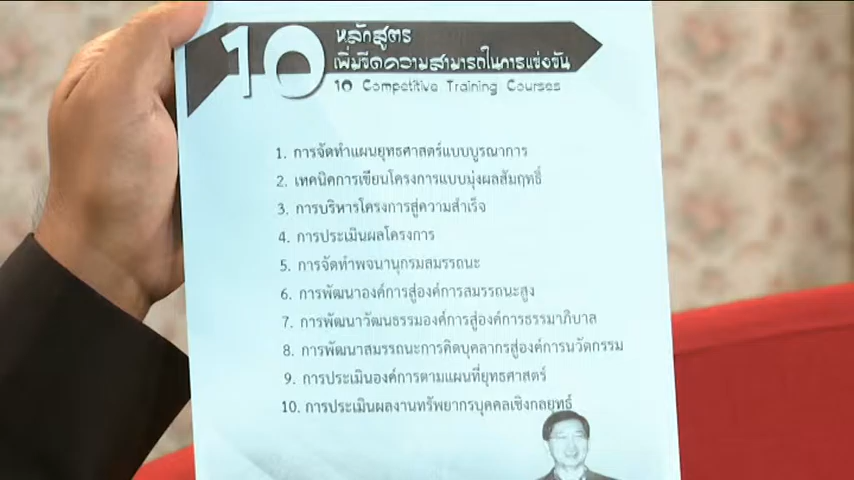 10 หลักสูตร
เพิ่มขีดความสามารถในการแข่งขัน
10 Competitive Training Courses
1. การจัดทำแผนยุทธศาสตร์แบบบูรณาการ
2. เทคนิคการเขียนโครงการแบบมุ่งผลสัมฤทธิ์
3. การบริหารโครงการสู่ความสำเร็จ
4. การประเมินผลโครงการ
5. การจัดทำพจนานุกรมสมรรถนะ
6. การพัฒนาองค์การสู่องค์การสมรรถนะสูง
7. การพัฒนาวัฒนธรรมองค์การสู่องค์การธรรมาภิบาล
8. การพัฒนาสมรรถนะการคิดบุคลากรสู่องค์การนวัตกรรม
9. การประเมินองค์การตามแผนที่ยุทธศาสตร์
10. การประเมินผลงานทรัพยากรบุคคลเชิงกลยุทธ์